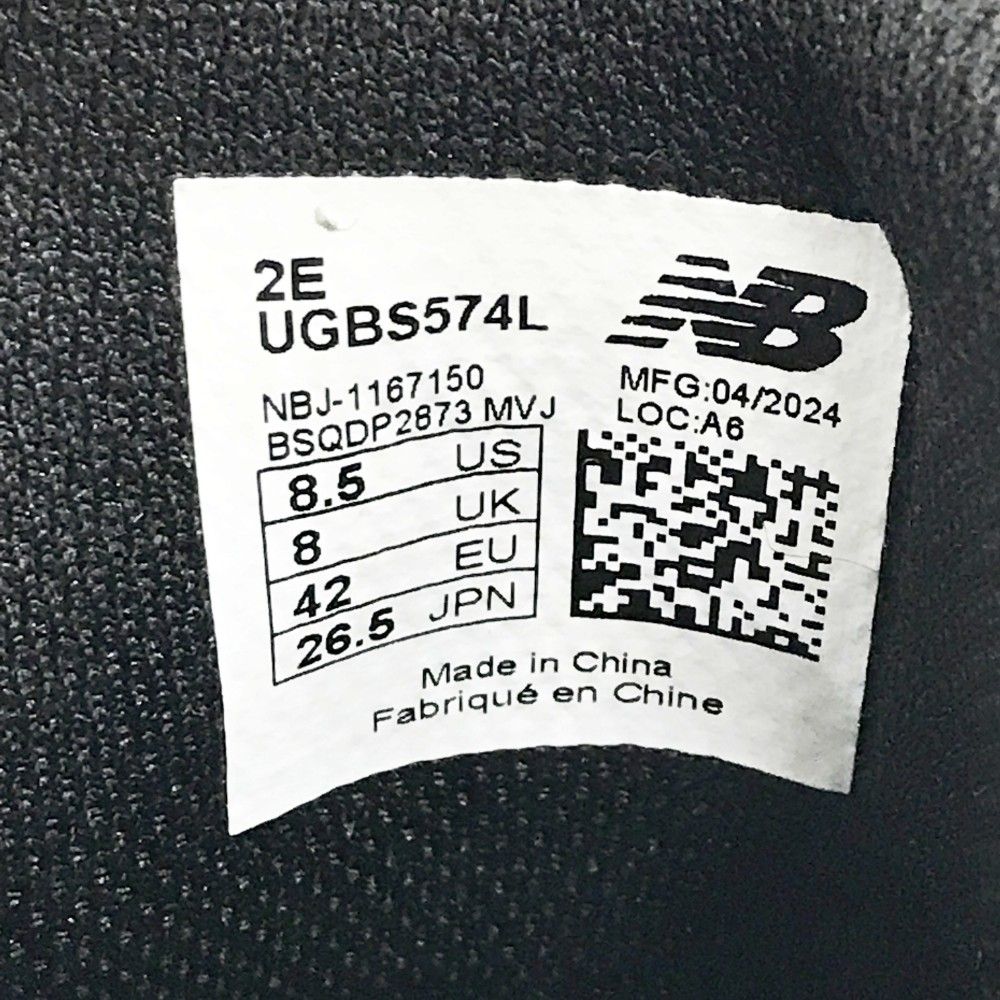 2E
UGBS574L
NBJ-1167150
BSQDP2873 MVJ
8.5 US
8 UK
42 EU
26.5 JPN
NB
MFG:04/2024
LOC:A6
Made in China
Fabriqué en Chine